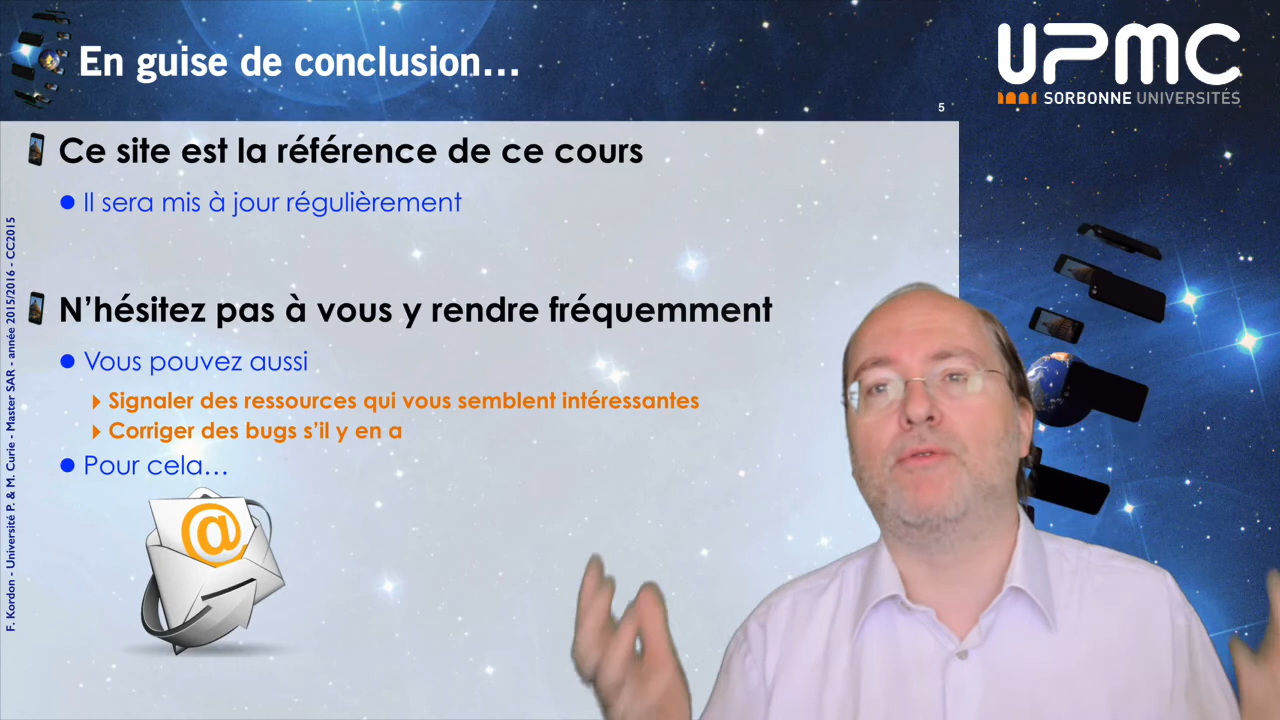 En guise de conclusion…
UPMC
SORBONNE UNIVERSITÉS
5
Ce site est la référence de ce cours
Il sera mis à jour régulièrement
N’hésitez pas à vous y rendre fréquemment
Vous pouvez aussi
Signaler des ressources qui vous semblent intéressantes
Corriger des bugs s’il y en a
Pour cela…
@
F. Kordon - Université P. & M. Curie - Master SAR - année 2015/2016 - CC2015